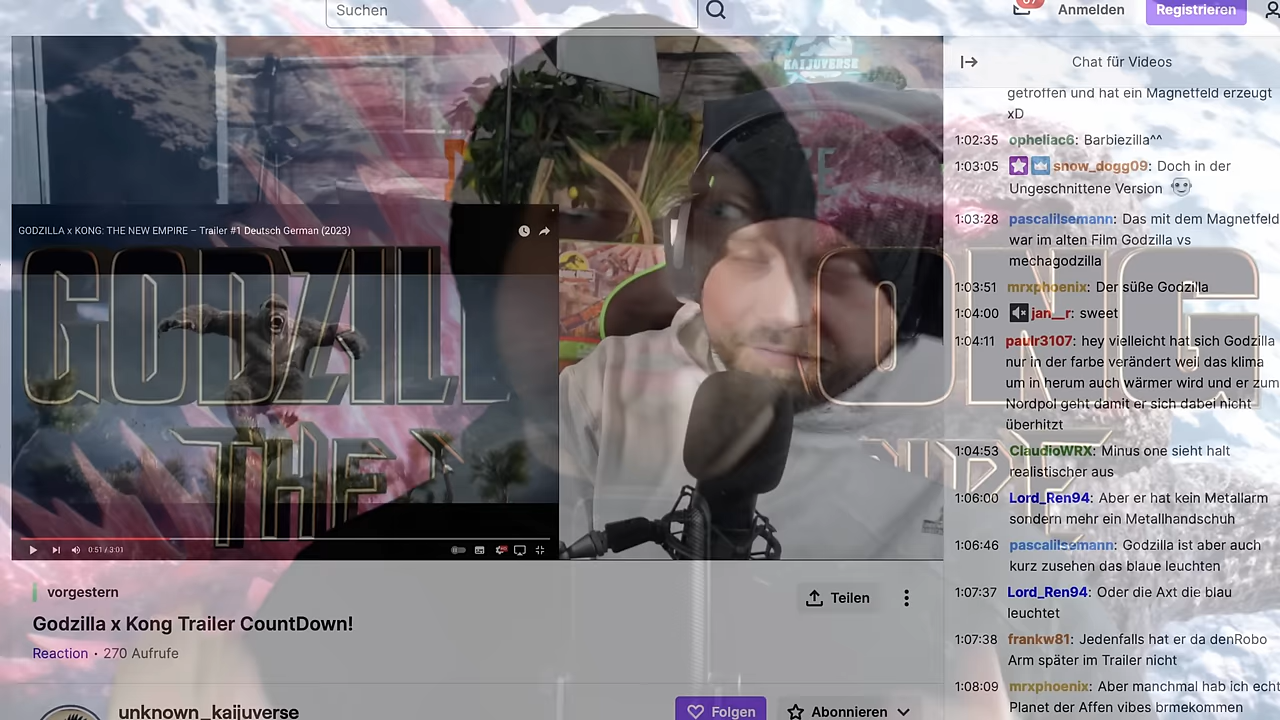 Suchen
Anmelden
Registrieren
KAIJUVERSE
GODZILLA x KONG: THE NEW EMPIRE – Trailer #1 Deutsch German (2023)
GODZILL
ONG
THE
0:51 / 3:01
vorgestern
Teilen
Godzilla x Kong Trailer CountDown!
Reaction • 270 Aufrufe
unknown_kaijuverse
Folgen
Abonnieren
Chat für Videos
getroffen und hat ein Magnetfeld erzeugt
xD
1:02:35 opheliac6: Barbiezilla^^
1:03:05 snow_dogg09: Doch in der
Ungeschnittene Version
1:03:28 pascalilsemann: Das mit dem Magnetfeld
war im alten Film Godzilla vs
mechagodzilla
1:03:51 mrxphoenix: Der süße Godzilla
1:04:00 jan__r: sweet
1:04:11 paulr3107: hey vielleicht hat sich Godzilla
nur in der farbe verändert weil das klima
um in herum auch wärmer wird und er zum
Nordpol geht damit er sich dabei nicht
überhitzt
1:04:53 ClaudioWRX: Minus one sieht halt
realistischer aus
1:06:00 Lord_Ren94: Aber er hat kein Metallarm
sondern mehr ein Metallhandschuh
1:06:46 pascalilsemann: Godzilla ist aber auch
kurz zusehen das blaue leuchten
1:07:37 Lord_Ren94: Oder die Axt die blau
leuchtet
1:07:38 frankw81: Jedenfalls hat er da denRobo
Arm später im Trailer nicht
1:08:09 mrxphoenix: Aber manchmal hab ich echt
Planet der Affen vibes brmekommen